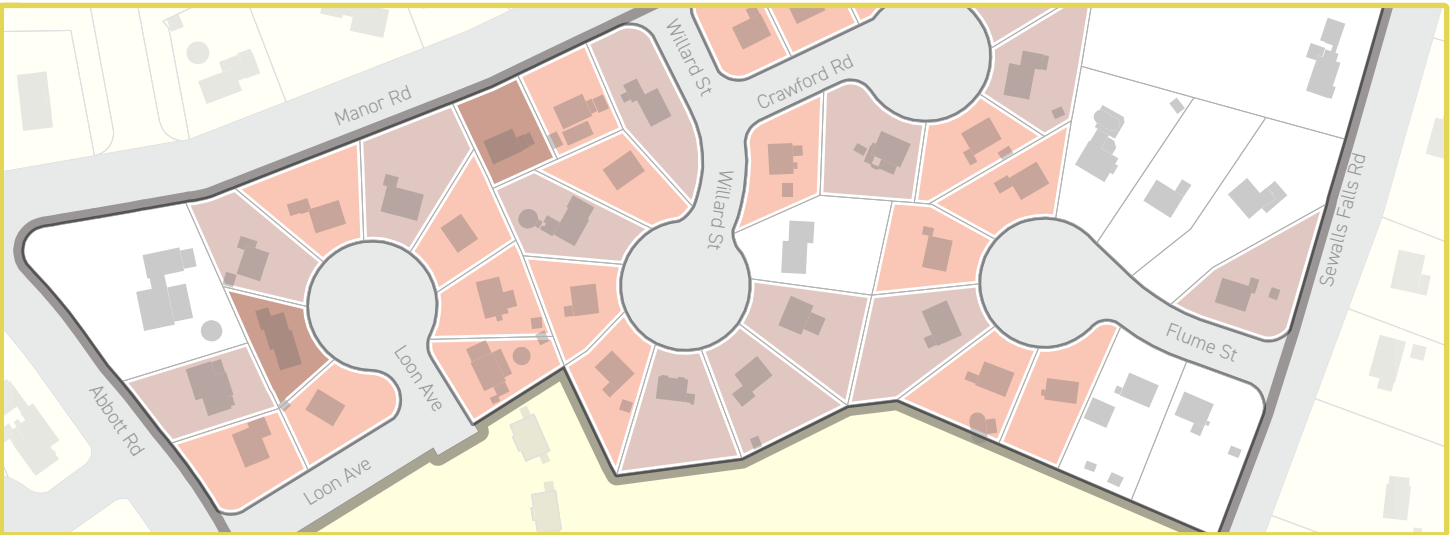 Willard St
Crawford Rd
Manor Rd
Willard St
Sewalls Falls Rd
Flume St
Loon Ave
Abbott Rd
Loon Ave